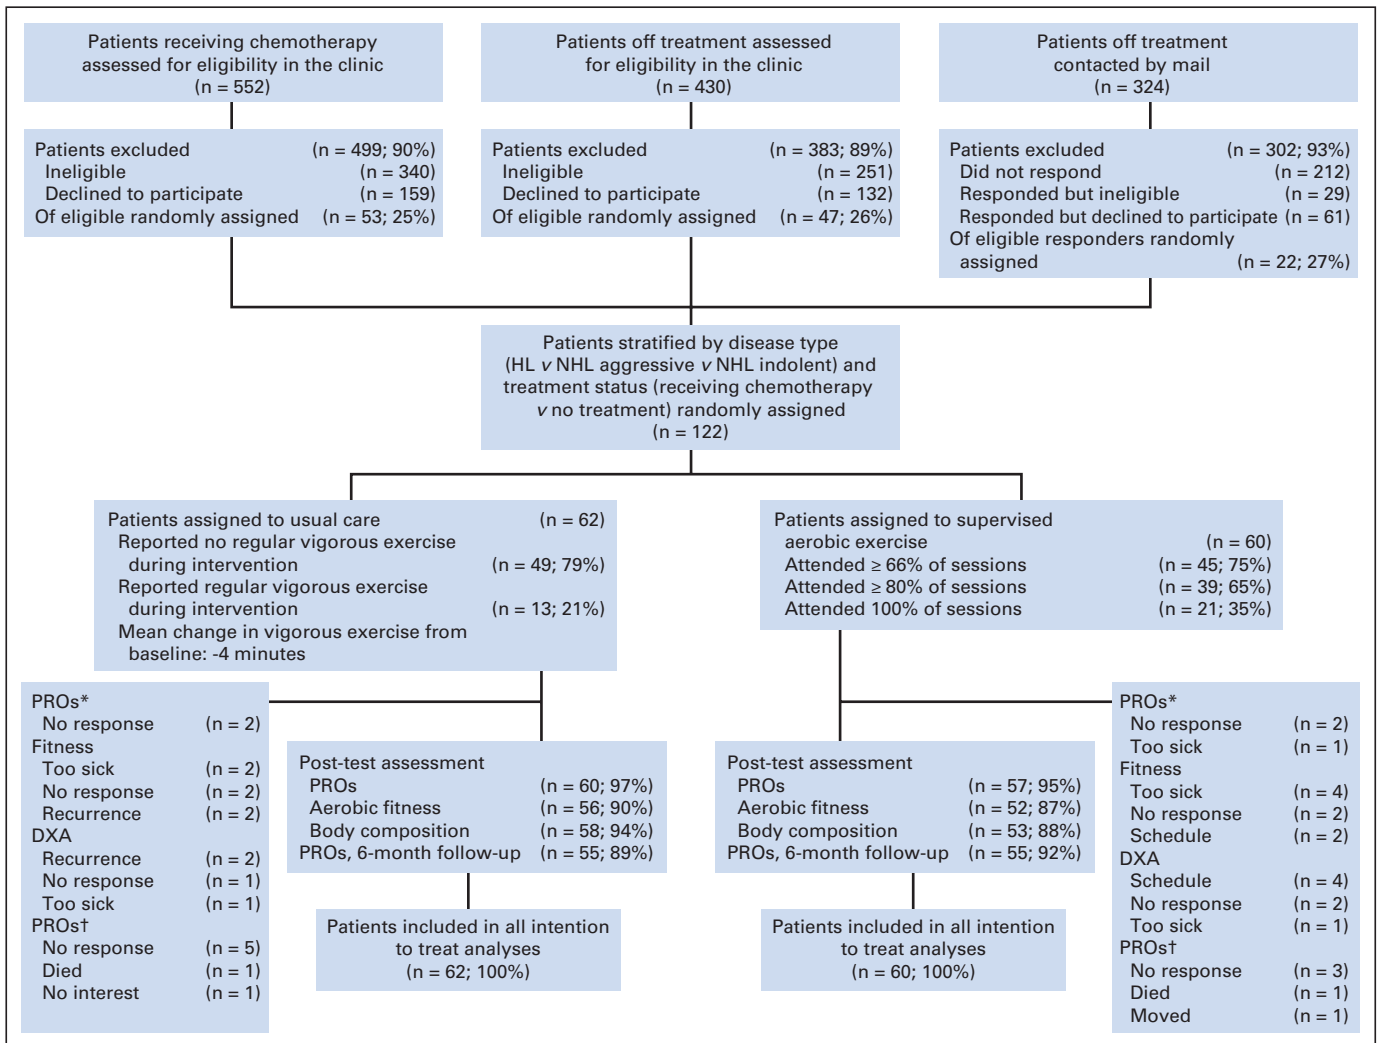 Patients receiving chemotherapy
assessed for eligibility in the clinic
(n = 552)
Patients off treatment assessed
for eligibility in the clinic
(n = 430)
Patients off treatment
contacted by mail
(n = 324)
Patients excluded (n = 499; 90%)
Ineligible (n = 340)
Declined to participate (n = 159)
Of eligible randomly assigned (n = 53; 25%)
Patients excluded (n = 383; 89%)
Ineligible (n = 251)
Declined to participate (n = 132)
Of eligible randomly assigned (n = 47; 26%)
Patients excluded (n = 302; 93%)
Did not respond (n = 212)
Responded but ineligible (n = 29)
Responded but declined to participate (n = 61)
Of eligible responders randomly
assigned (n = 22; 27%)
Patients stratified by disease type
(HL v NHL aggressive v NHL indolent) and
treatment status (receiving chemotherapy
v no treatment) randomly assigned
(n = 122)
Patients assigned to usual care (n = 62)
Reported no regular vigorous exercise
during intervention (n = 49; 79%)
Reported regular vigorous exercise
during intervention (n = 13; 21%)
Mean change in vigorous exercise from
baseline: -4 minutes
Patients assigned to supervised
aerobic exercise (n = 60)
Attended ≥ 66% of sessions (n = 45; 75%)
Attended ≥ 80% of sessions (n = 39; 65%)
Attended 100% of sessions (n = 21; 35%)
PROs*
No response (n = 2)
Fitness
Too sick (n = 2)
No response (n = 2)
Recurrence (n = 2)
DXA
Recurrence (n = 2)
No response (n = 1)
Too sick (n = 1)
PROs†
No response (n = 5)
Died (n = 1)
No interest (n = 1)
Post-test assessment
PROs (n = 60; 97%)
Aerobic fitness (n = 56; 90%)
Body composition (n = 58; 94%)
PROs, 6-month follow-up (n = 55; 89%)
Post-test assessment
PROs (n = 57; 95%)
Aerobic fitness (n = 52; 87%)
Body composition (n = 53; 88%)
PROs, 6-month follow-up (n = 55; 92%)
PROs*
No response (n = 2)
Too sick (n = 1)
Fitness
Too sick (n = 4)
No response (n = 2)
Schedule (n = 2)
DXA
Schedule (n = 4)
No response (n = 2)
Too sick (n = 1)
PROs†
No response (n = 3)
Died (n = 1)
Moved (n = 1)
Patients included in all intention
to treat analyses
(n = 62; 100%)
Patients included in all intention
to treat analyses
(n = 60; 100%)